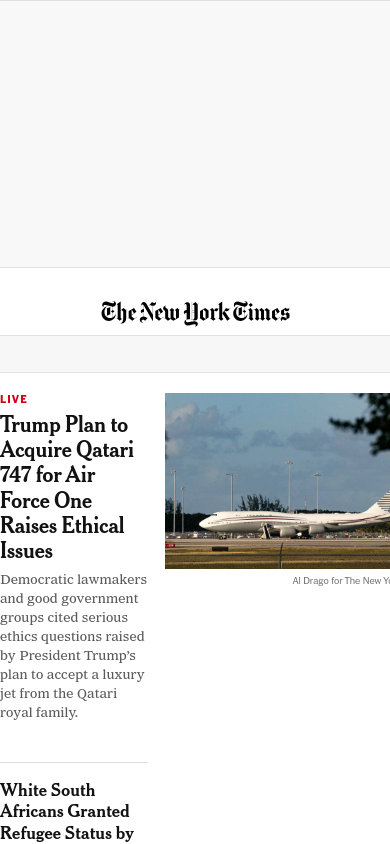 The New York Times
LIVE
Trump Plan to
Acquire Qatari
747 for Air
Force One
Raises Ethical
Issues
Democratic lawmakers
and good government
groups cited serious
ethics questions raised
by President Trump’s
plan to accept a luxury
jet from the Qatari
royal family.
Al Drago for The New Yo
White South
Africans Granted
Refugee Status by